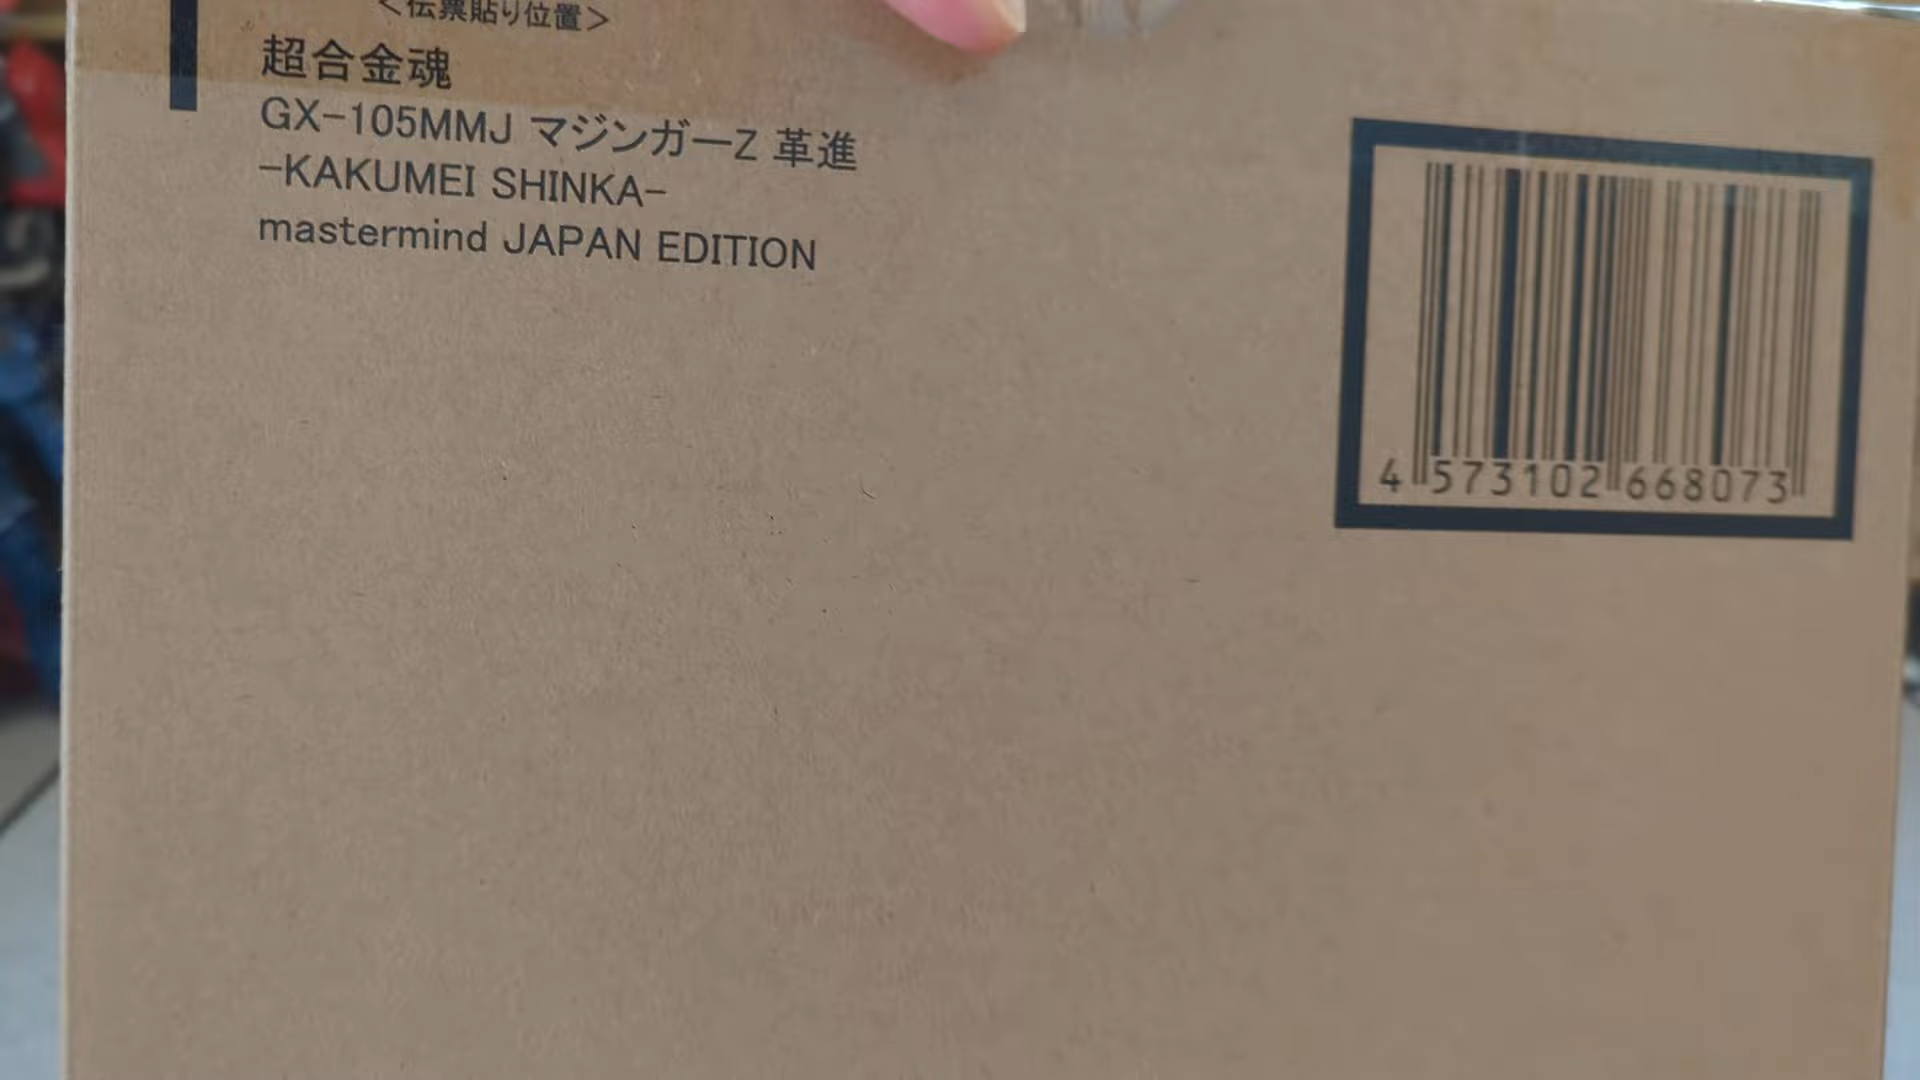 <伝票貼り位置>
超合金魂
GX-105MMJ マジンガーZ 革進
-KAKUMEI SHINKA-
mastermind JAPAN EDITION
4 573102 668073